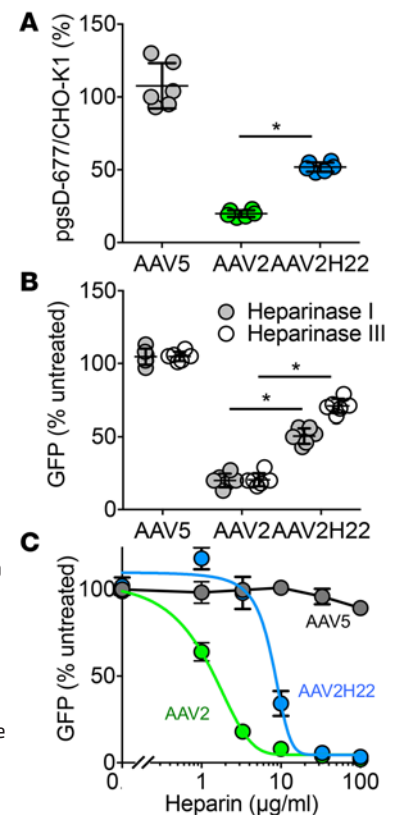 A
pgsD-677/CHO-K1 (%)
150
100
50
0
*
AAV5 AAV2 AAV2H22
B
GFP (% untreated)
150
100
50
0
Heparinase I
Heparinase III
*
*
AAV5 AAV2 AAV2H22
C
GFP (% untreated)
100
50
0
AAV5
AAV2H22
AAV2
0 1 10 100
Heparin (µg/ml)
e